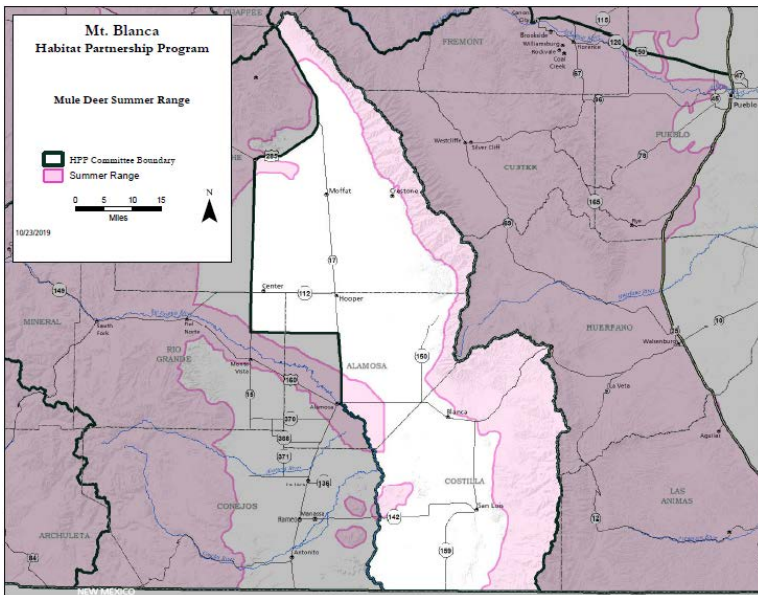 Mt. Blanca
Habitat Partnership Program
Mule Deer Summer Range
HPP Committee Boundary
Summer Range
N
0 5 10 15
Miles
10/23/2019
CHAFFEE
FREMONT
115
Brookside
Williamsburg
120
Florence
Rockvale
50
Coal
Creek
67
47
96
45
Pueblo
PUEBLO
285
Westcliffe
Silver Cliff
78
CUSTER
Moffat
Crestone
165
Rye
69
17
149
Center
112
Hooper
10
MINERAL
South
Fork
Del
Norte
HUERFANO
25
Walsenburg
RIO
GRANDE
150
ALAMOSA
Monte
Vista
160
La Veta
15
Alamosa
370
Blanca
368
371
Aguilar
COSTILLA
136
San Luis
LAS
ANIMAS
CONEJOS
Romeo
Manassa
142
12
ARCHULETA
159
84
Antonito
NEW MEXICO